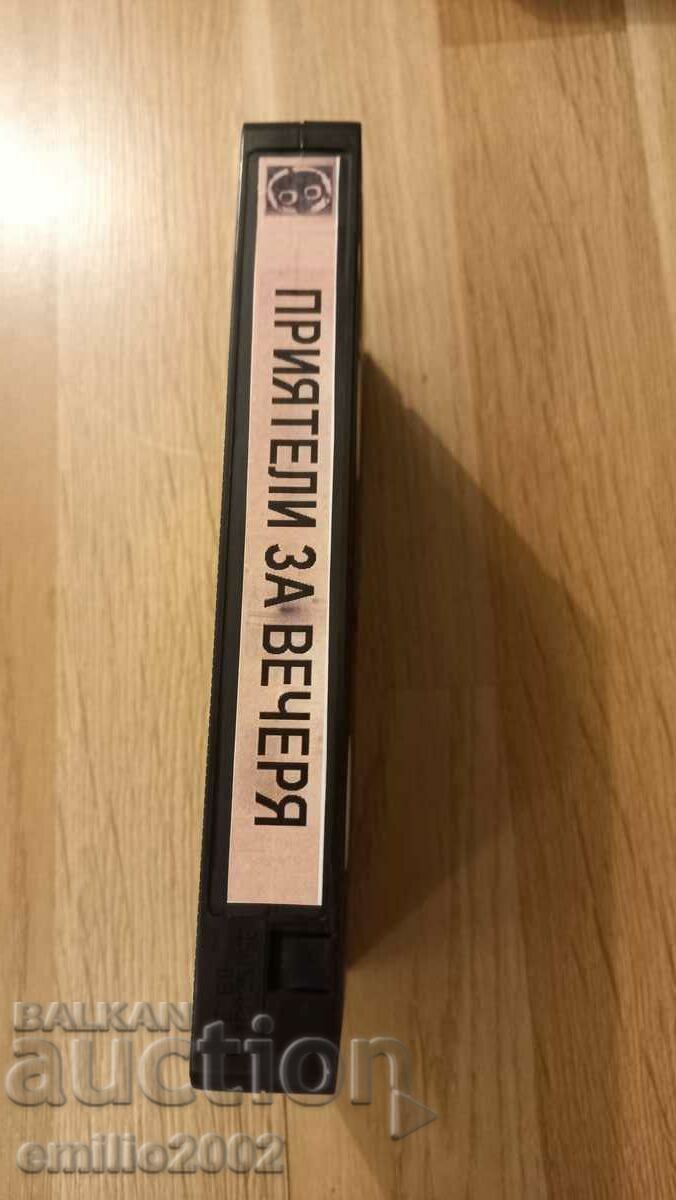 ПРИЯТЕЛИ ЗА ВЕЧЕРЯ
BALKAN
auction
emilio2002